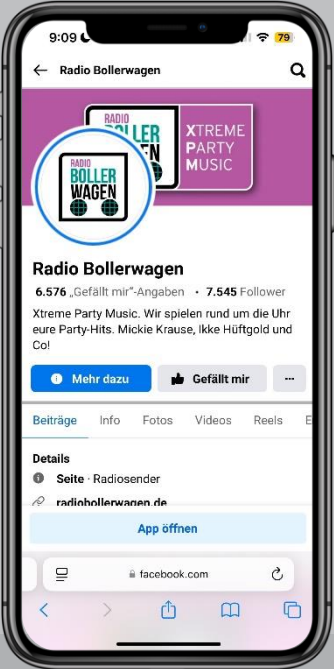 9:09
79
Radio Bollerwagen
RADIO
BOLLER
WAGEN
XTREME
PARTY
MUSIC
RADIO
BOLLER
WAGEN
Radio Bollerwagen
6.576 „Gefällt mir“-Angaben • 7.545 Follower
Xtreme Party Music. Wir spielen rund um die Uhr
eure Party-Hits. Mickie Krause, Ikke Hüftgold und
Co!
Mehr dazu Gefällt mir ...
Beiträge Info Fotos Videos Reels E
Details
Seite · Radiosender
radiobollerwagen.de
App öffnen
facebook.com